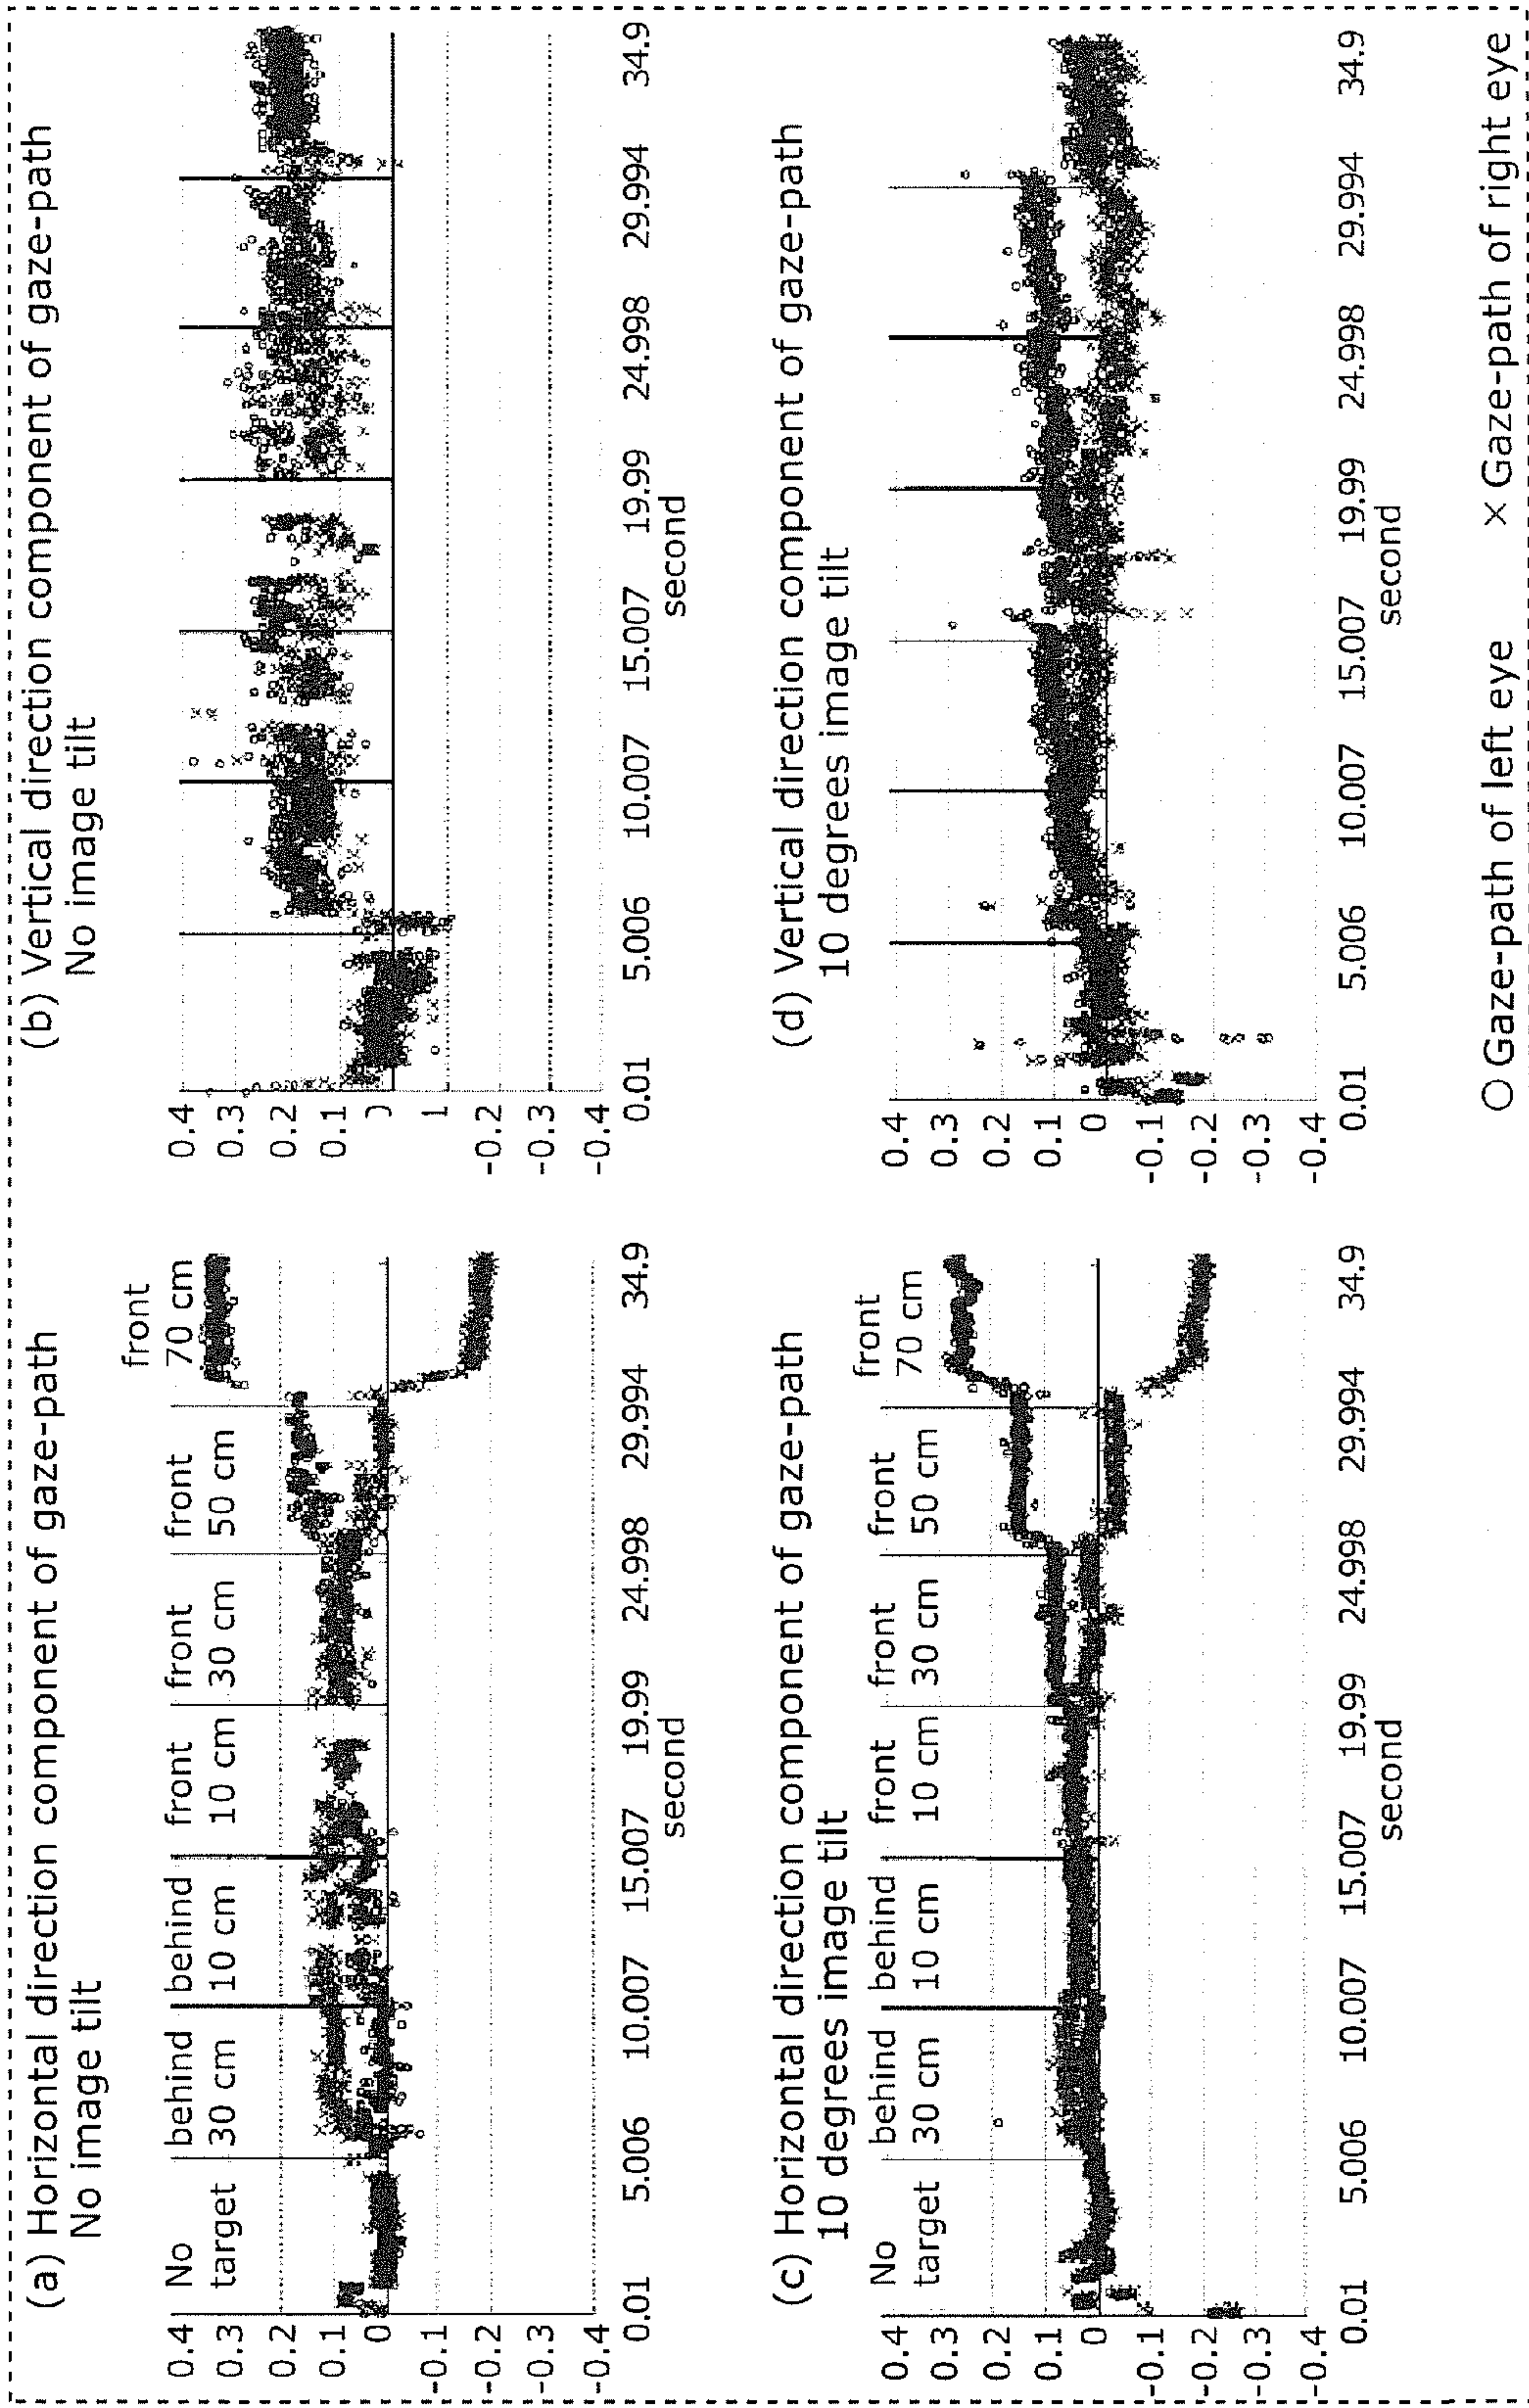 (a) Horizontal direction component of gaze-path
No image tilt
No target
behind 30 cm
behind 10 cm
front 10 cm
front 30 cm
front 50 cm
front 70 cm
0.4
0.3
0.2
0.1
0
-0.1
-0.2
-0.3
-0.4
0.01 5.006 10.007 15.007 19.99 24.998 29.994 34.9
second
(b) Vertical direction component of gaze-path
No image tilt
0.4
0.3
0.2
0.1
0
1
-0.2
-0.3
-0.4
0.01 5.006 10.007 15.007 19.99 24.998 29.994 34.9
second
(c) Horizontal direction component of gaze-path
10 degrees image tilt
No target
behind 30 cm
behind 10 cm
front 10 cm
front 30 cm
front 50 cm
front 70 cm
0.4
0.3
0.2
0.1
0
-0.1
-0.2
-0.3
-0.4
0.01 5.006 10.007 15.007 19.99 24.998 29.994 34.9
second
(d) Vertical direction component of gaze-path
10 degrees image tilt
0.4
0.3
0.2
0.1
0
-0.1
-0.2
-0.3
-0.4
0.01 5.006 10.007 15.007 19.99 24.998 29.994 34.9
second
○ Gaze-path of left eye × Gaze-path of right eye